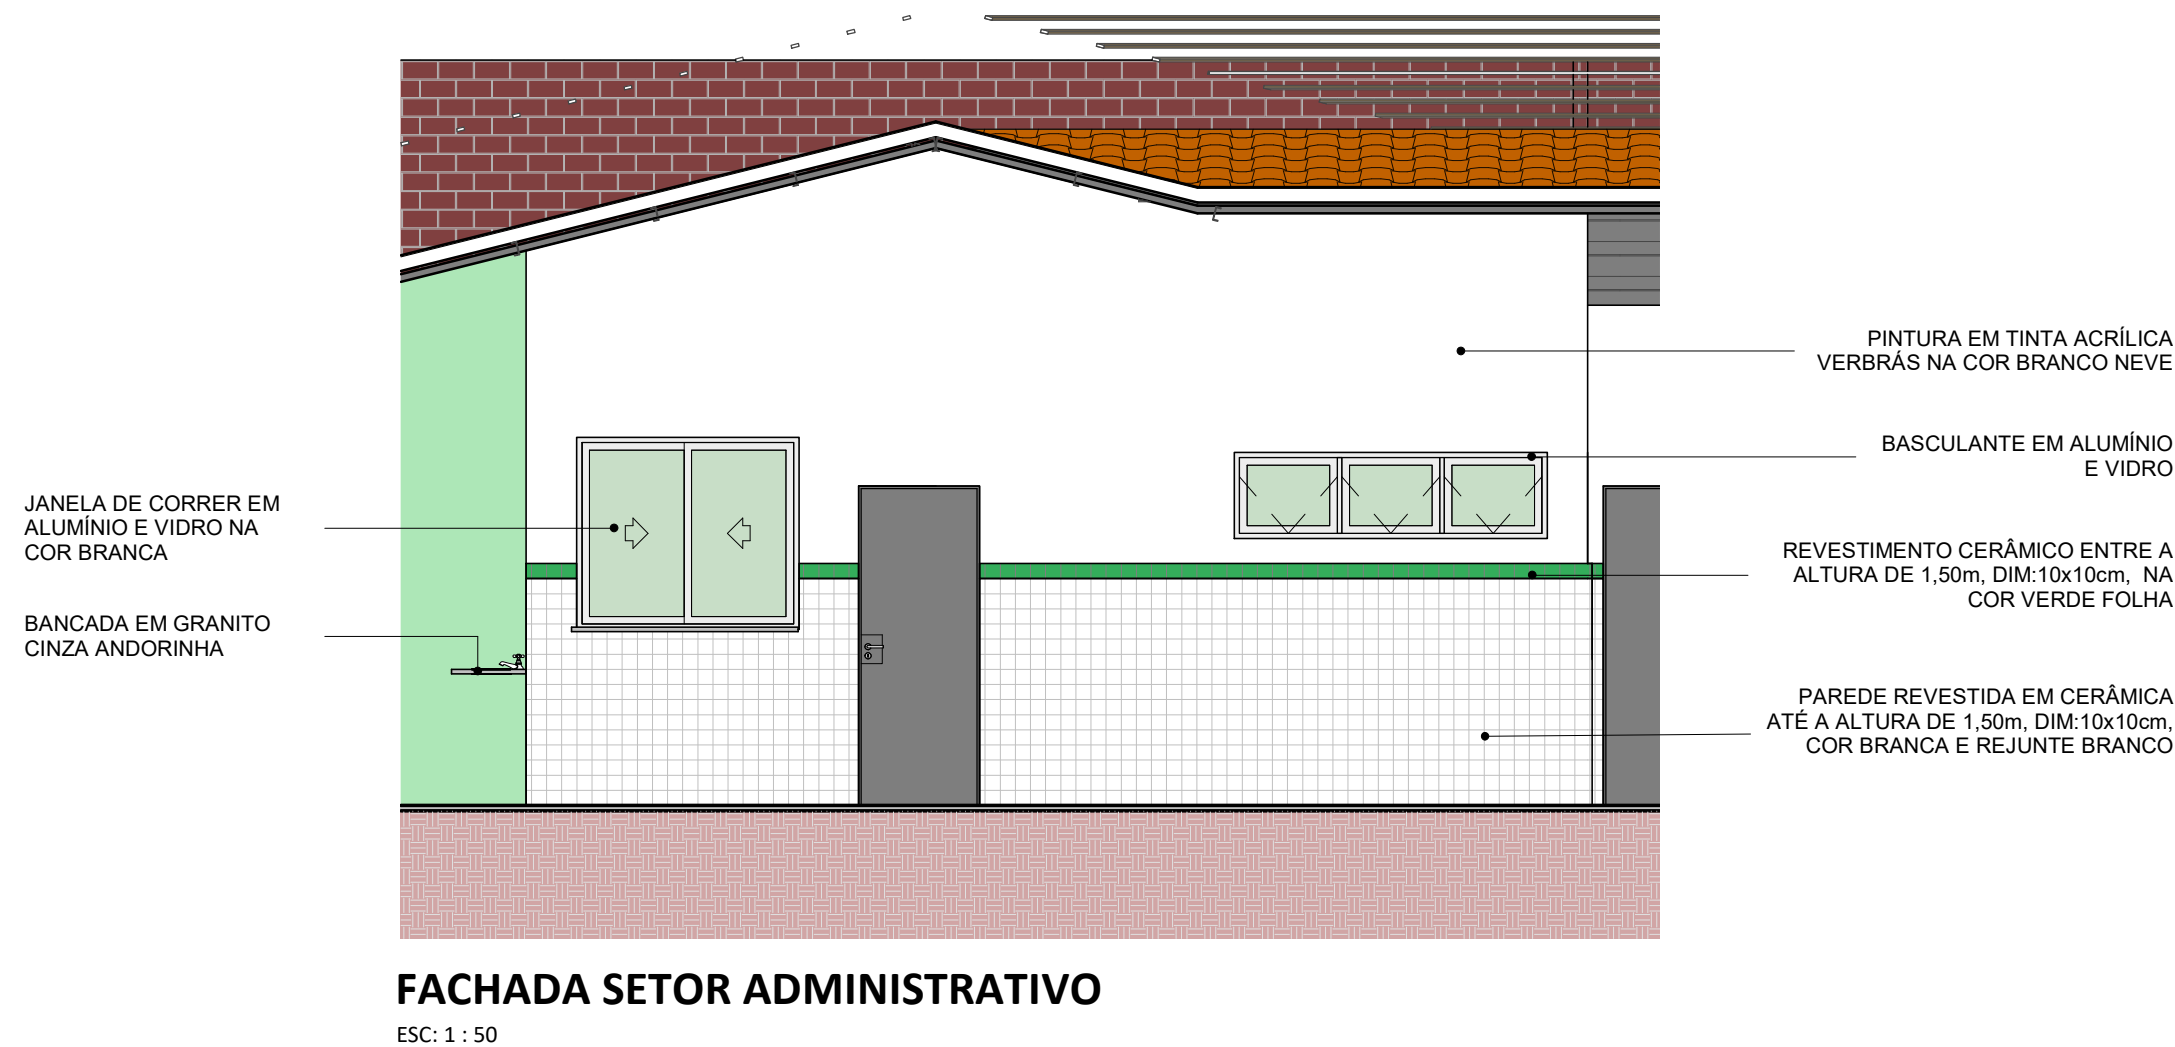 PINTURA EM TINTA ACRÍLICA
VERBRÁS NA COR BRANCO NEVE
BASCULANTE EM ALUMÍNIO
E VIDRO
JANELA DE CORRER EM
ALUMÍNIO E VIDRO NA
COR BRANCA
REVESTIMENTO CERÂMICO ENTRE A
ALTURA DE 1,50m, DIM:10x10cm, NA
COR VERDE FOLHA
BANCADA EM GRANITO
CINZA ANDORINHA
PAREDE REVESTIDA EM CERÂMICA
ATÉ A ALTURA DE 1,50m, DIM:10x10cm,
COR BRANCA E REJUNTE BRANCO
FACHADA SETOR ADMINISTRATIVO
ESC: 1 : 50